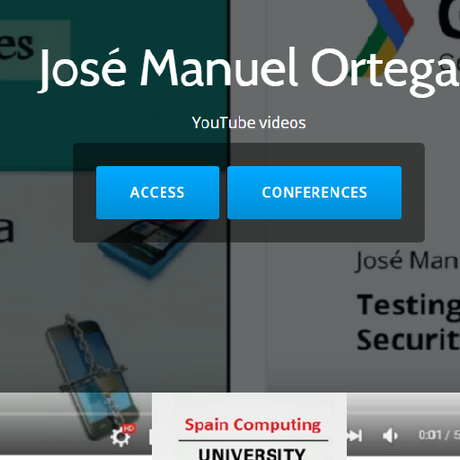 es
José Manuel Ortega
YouTube videos
ACCESS
CONFERENCES
a
José Man
Testing
Securit
HD
0:01 / 5
Spain Computing
UNIVERSITY